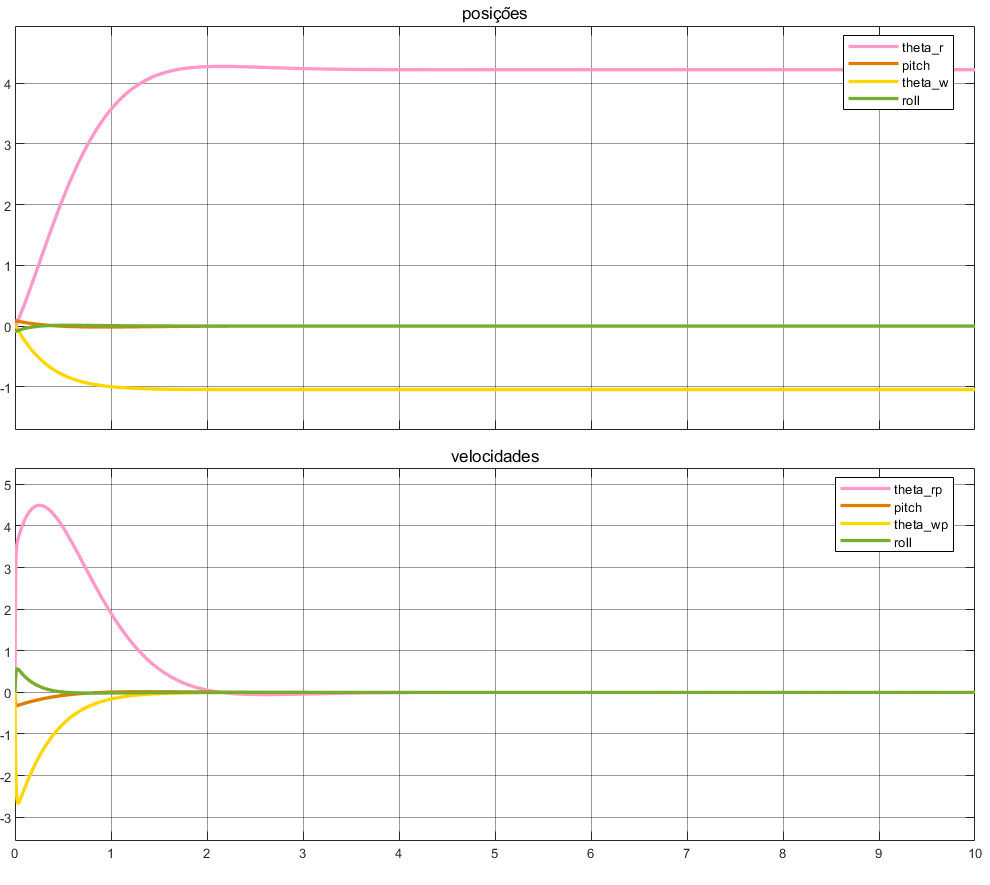 posições
theta_r
pitch
theta_w
roll
4
3
2
1
0
-1
velocidades
theta_rp
pitch
theta_wp
roll
5
4
3
2
1
0
-1
-2
-3
0 1 2 3 4 5 6 7 8 9 10